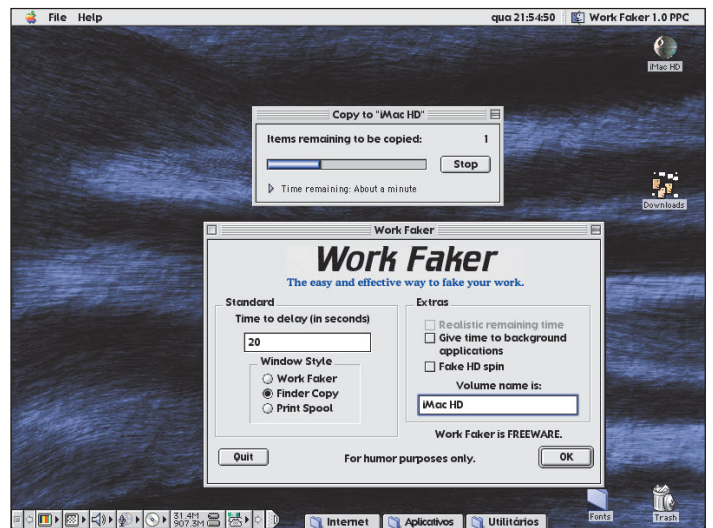 File Help qua 21:54:50 Work Faker 1.0 PPC
iMac HD
Copy to "iMac HD"
Items remaining to be copied: 1
Stop
Time remaining: About a minute
Downloads
Work Faker
Work Faker
The easy and effective way to fake your work.
Standard
Time to delay (in seconds)
20
Window Style
Work Faker
Finder Copy
Print Spool
Extras
Realistic remaining time
Give time to background
applications
Fake HD spin
Volume name is:
iMac HD
Work Faker is FREEWARE.
Quit
For humor purposes only.
OK
31.4M
907.3M
Internet
Aplicativos
Utilitários
Fonts
Trash